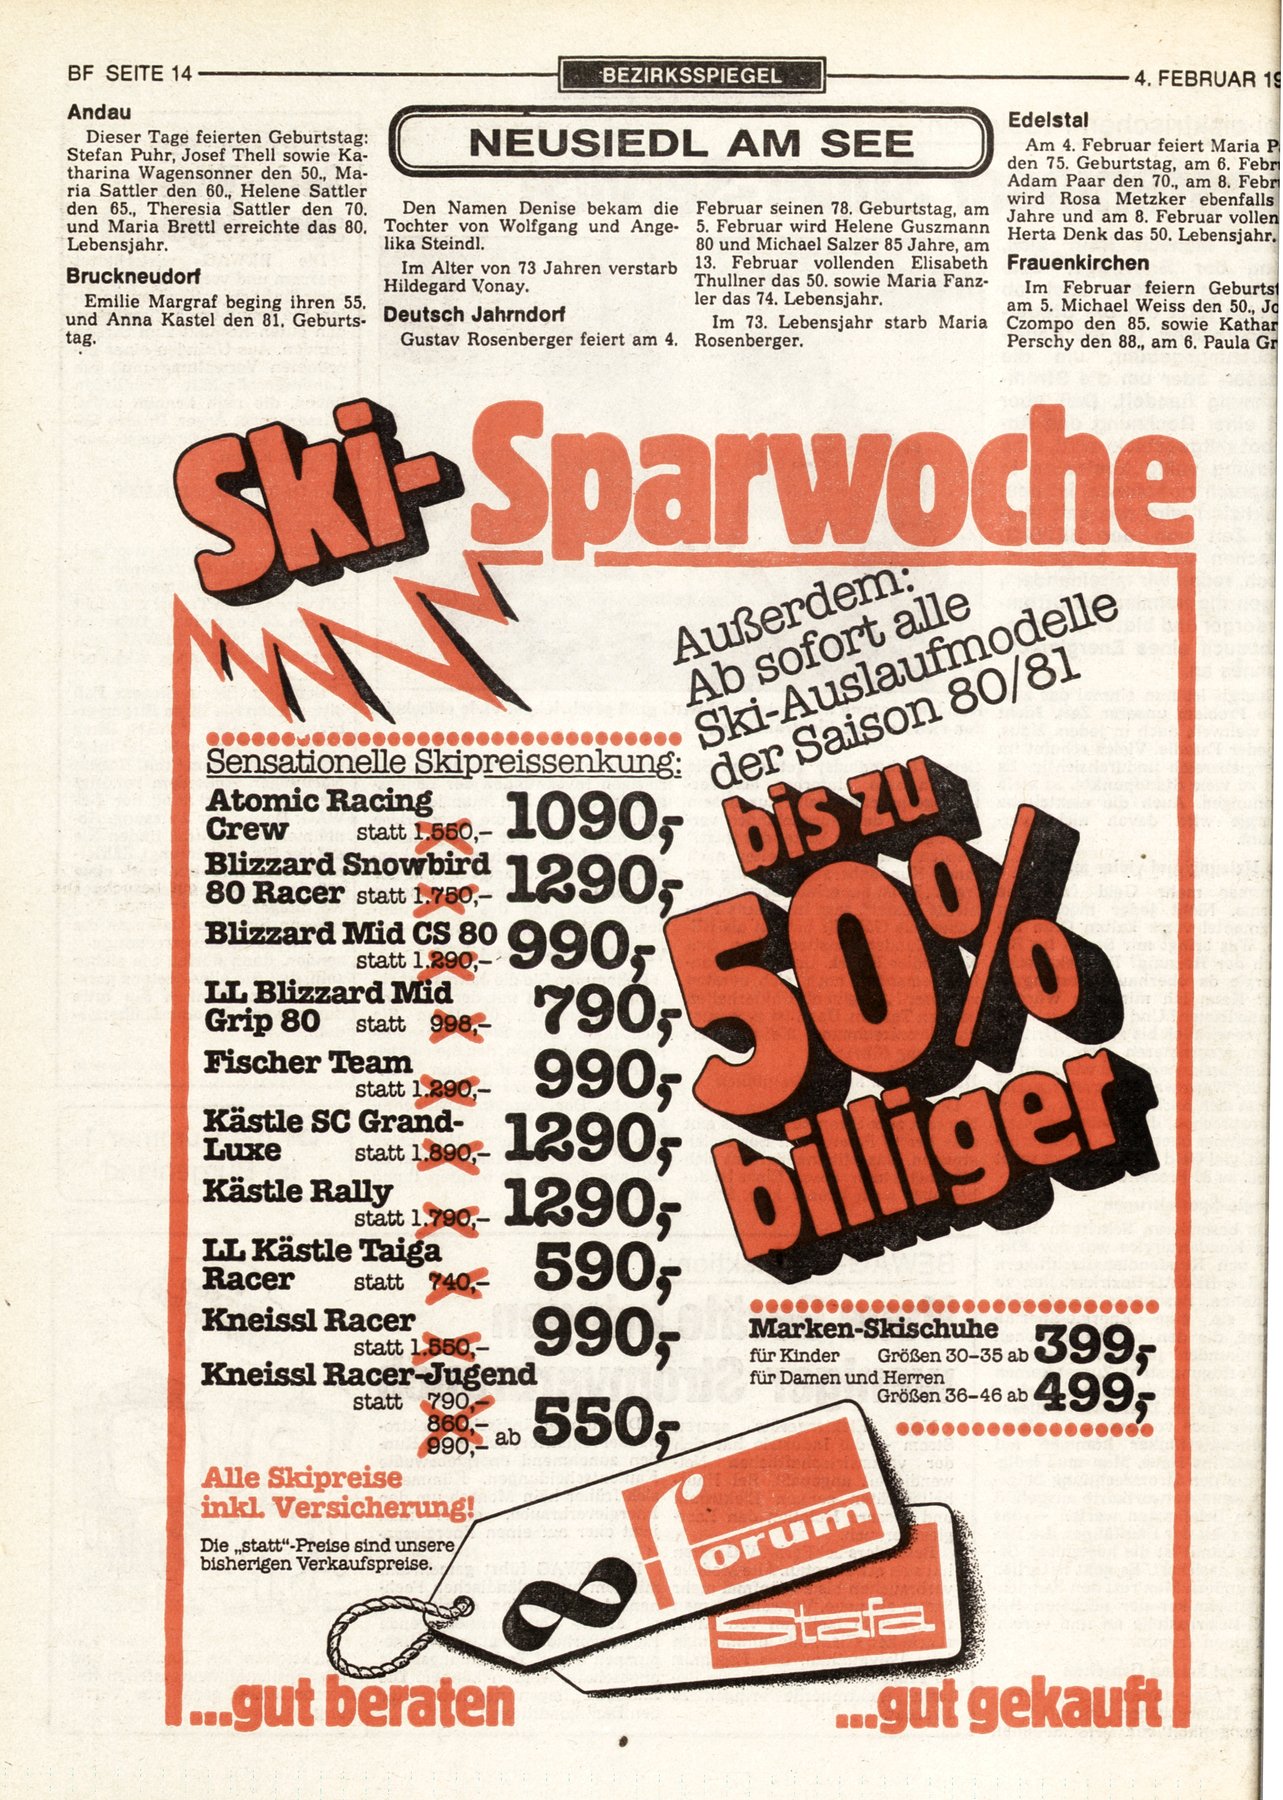 BF SEITE 14
BEZIRKSSPIEGEL
4. FEBRUAR 19
Andau
Dieser Tage feierten Geburtstag:
Stefan Puhr, Josef Thell sowie Ka-
tharina Wagensonner den 50., Ma-
ria Sattler den 60., Helene Sattler
den 65., Theresia Sattler den 70.
und Maria Brettl erreichte das 80.
Lebensjahr.
Bruckneudorf
Emilie Margraf beging ihren 55.
und Anna Kastel den 81. Geburts-
tag.
NEUSIEDL AM SEE
Den Namen Denise bekam die
Tochter von Wolfgang und Ange-
lika Steindl.
Im Alter von 73 Jahren verstarb
Hildegard Vonay.
Deutsch Jahrndorf
Gustav Rosenberger feiert am 4.
Februar seinen 78. Geburtstag, am
5. Februar wird Helene Guszmann
80 und Michael Salzer 85 Jahre, am
13. Februar vollenden Elisabeth
Thullner das 50. sowie Maria Fanz-
ler das 74. Lebensjahr.
Im 73. Lebensjahr starb Maria
Rosenberger.
Edelstal
Am 4. Februar feiert Maria P
den 75. Geburtstag, am 6. Febr
Adam Paar den 70., am 8. Febr
wird Rosa Metzker ebenfalls
Jahre und am 8. Februar vollen
Herta Denk das 50. Lebensjahr.
Frauenkirchen
Im Februar feiern Geburtst
am 5. Michael Weiss den 50., Jo
Czompo den 85. sowie Kathar
Perschy den 88., am 6. Paula Gr
Ski-Sparwoche
Außerdem:
Ab sofort alle
Ski-Auslaufmodelle
der Saison 80/81
bis zu
50%
billiger
Sensationelle Skipreissenkung:
Atomic Racing
Crew statt 1.550,– 1090,–
Blizzard Snowbird
80 Racer statt 1.750,– 1290,–
Blizzard Mid CS 80
statt 1.290,– 990,–
LL Blizzard Mid
Grip 80 statt 998,– 790,–
Fischer Team
statt 1.290,– 990,–
Kästle SC Grand-
Luxe statt 1.890,– 1290,–
Kästle Rally
statt 1.790,– 1290,–
LL Kästle Taiga
Racer statt 740,– 590,–
Kneissl Racer
statt 1.550,– 990,–
Kneissl Racer-Jugend
statt 790,–
860,–
990,– ab 550,–
Alle Skipreise
inkl. Versicherung!
Die „statt“-Preise sind unsere
bisherigen Verkaufspreise.
Marken-Skischuhe
für Kinder Größen 30–35 ab 399,–
für Damen und Herren
Größen 36–46 ab 499,–
forum
Stafa
...gut beraten
...gut gekauft